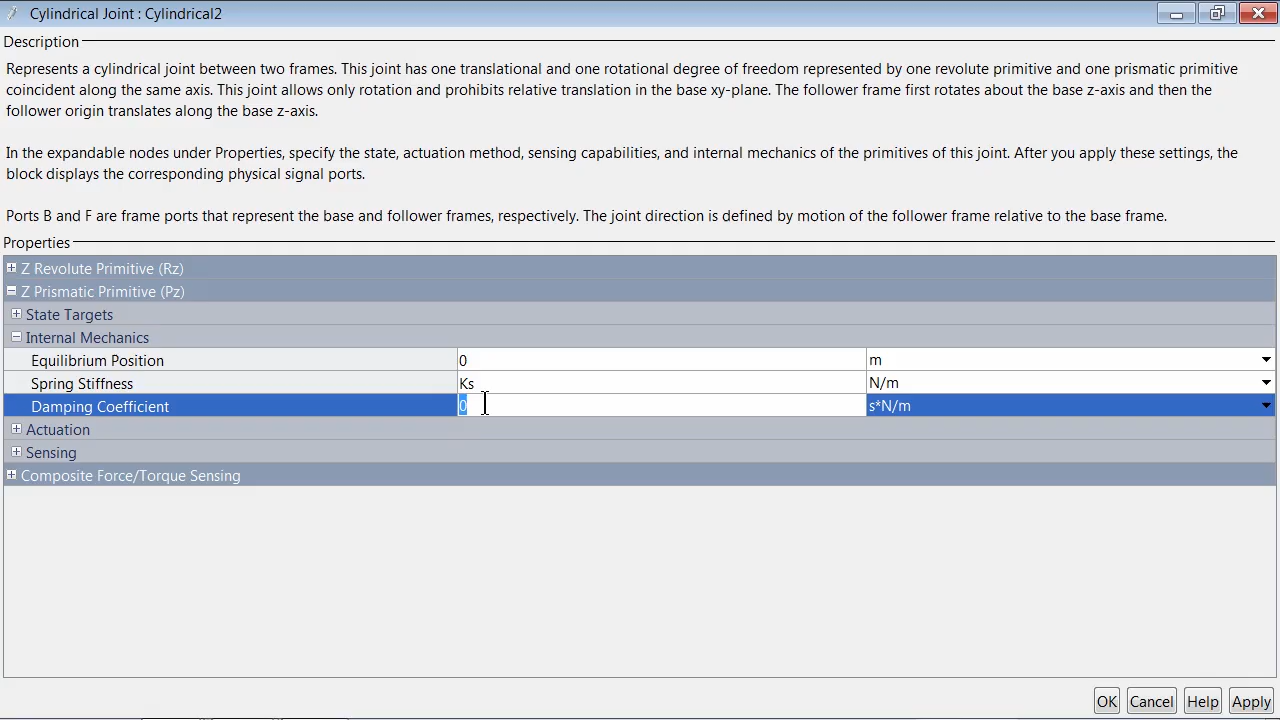 Cylindrical Joint : Cylindrical2
Description
Represents a cylindrical joint between two frames. This joint has one translational and one rotational degree of freedom represented by one revolute primitive and one prismatic primitive
coincident along the same axis. This joint allows only rotation and prohibits relative translation in the base xy-plane. The follower frame first rotates about the base z-axis and then the
follower origin translates along the base z-axis.
In the expandable nodes under Properties, specify the state, actuation method, sensing capabilities, and internal mechanics of the primitives of this joint. After you apply these settings, the
block displays the corresponding physical signal ports.
Ports B and F are frame ports that represent the base and follower frames, respectively. The joint direction is defined by motion of the follower frame relative to the base frame.
Properties
Z Revolute Primitive (Rz)
Z Prismatic Primitive (Pz)
State Targets
Internal Mechanics
Equilibrium Position 0 m
Spring Stiffness Ks N/m
Damping Coefficient 0 s*N/m
Actuation
Sensing
Composite Force/Torque Sensing
OK Cancel Help Apply